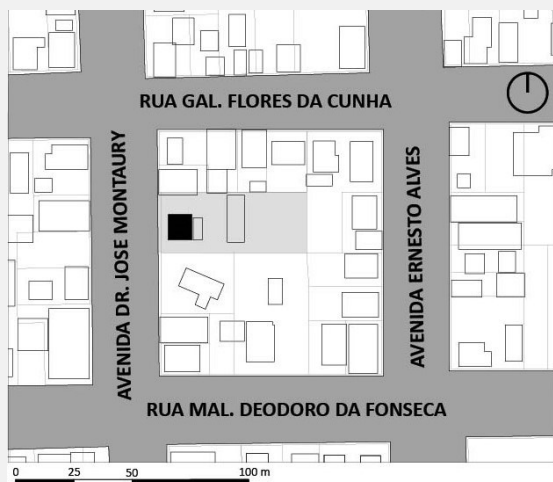 RUA GAL. FLORES DA CUNHA
AVENIDA DR. JOSE MONTAURY
AVENIDA ERNESTO ALVES
RUA MAL. DEODORO DA FONSECA
0 25 50 100 m